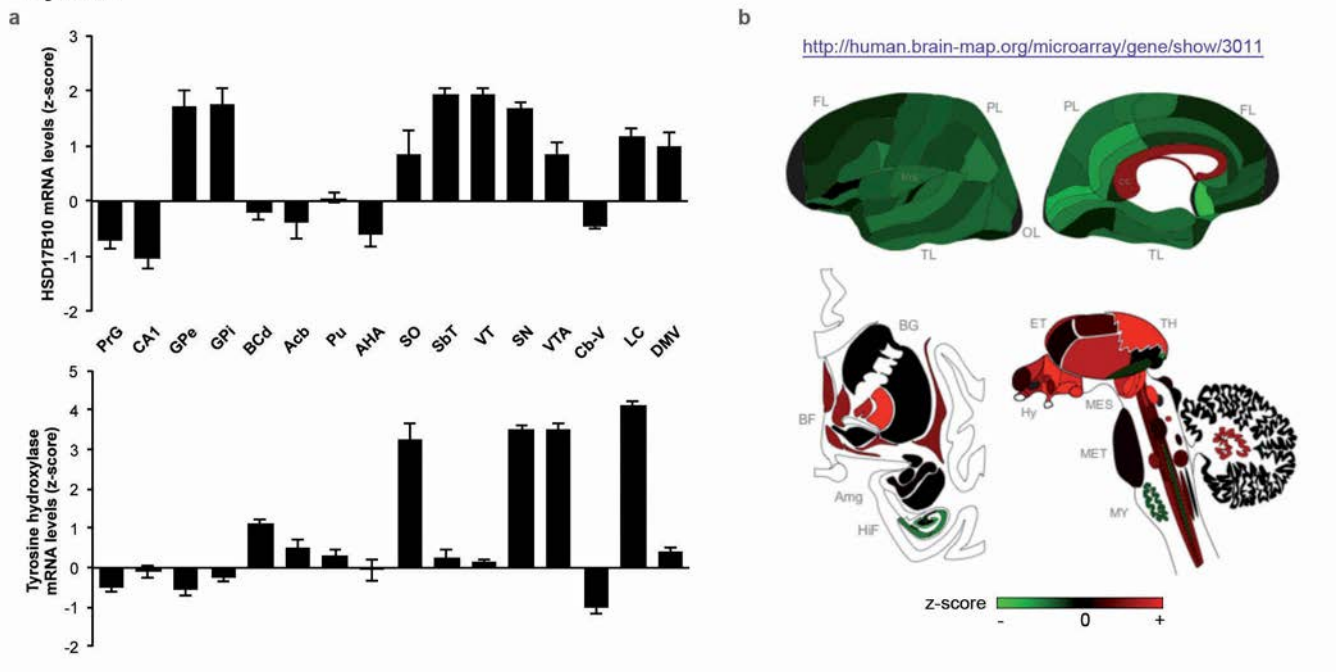 a
HSD17B10 mRNA levels (z-score)
3
2
1
0
-1
-2
PrG CA1 GPe GPi BCd Acb Pu AHA SO SbT VT SN VTA Cb-V LC DMV
Tyrosine hydroxylase
mRNA levels (z-score)
5
4
3
2
1
0
-1
-2
b
http://human.brain-map.org/microarray/gene/show/3011
FL PL PL FL
Ins cc
OL
TL TL
BG ET TH
BF Hy MES
MET
Amg
MY
HiF
z-score
- 0 +